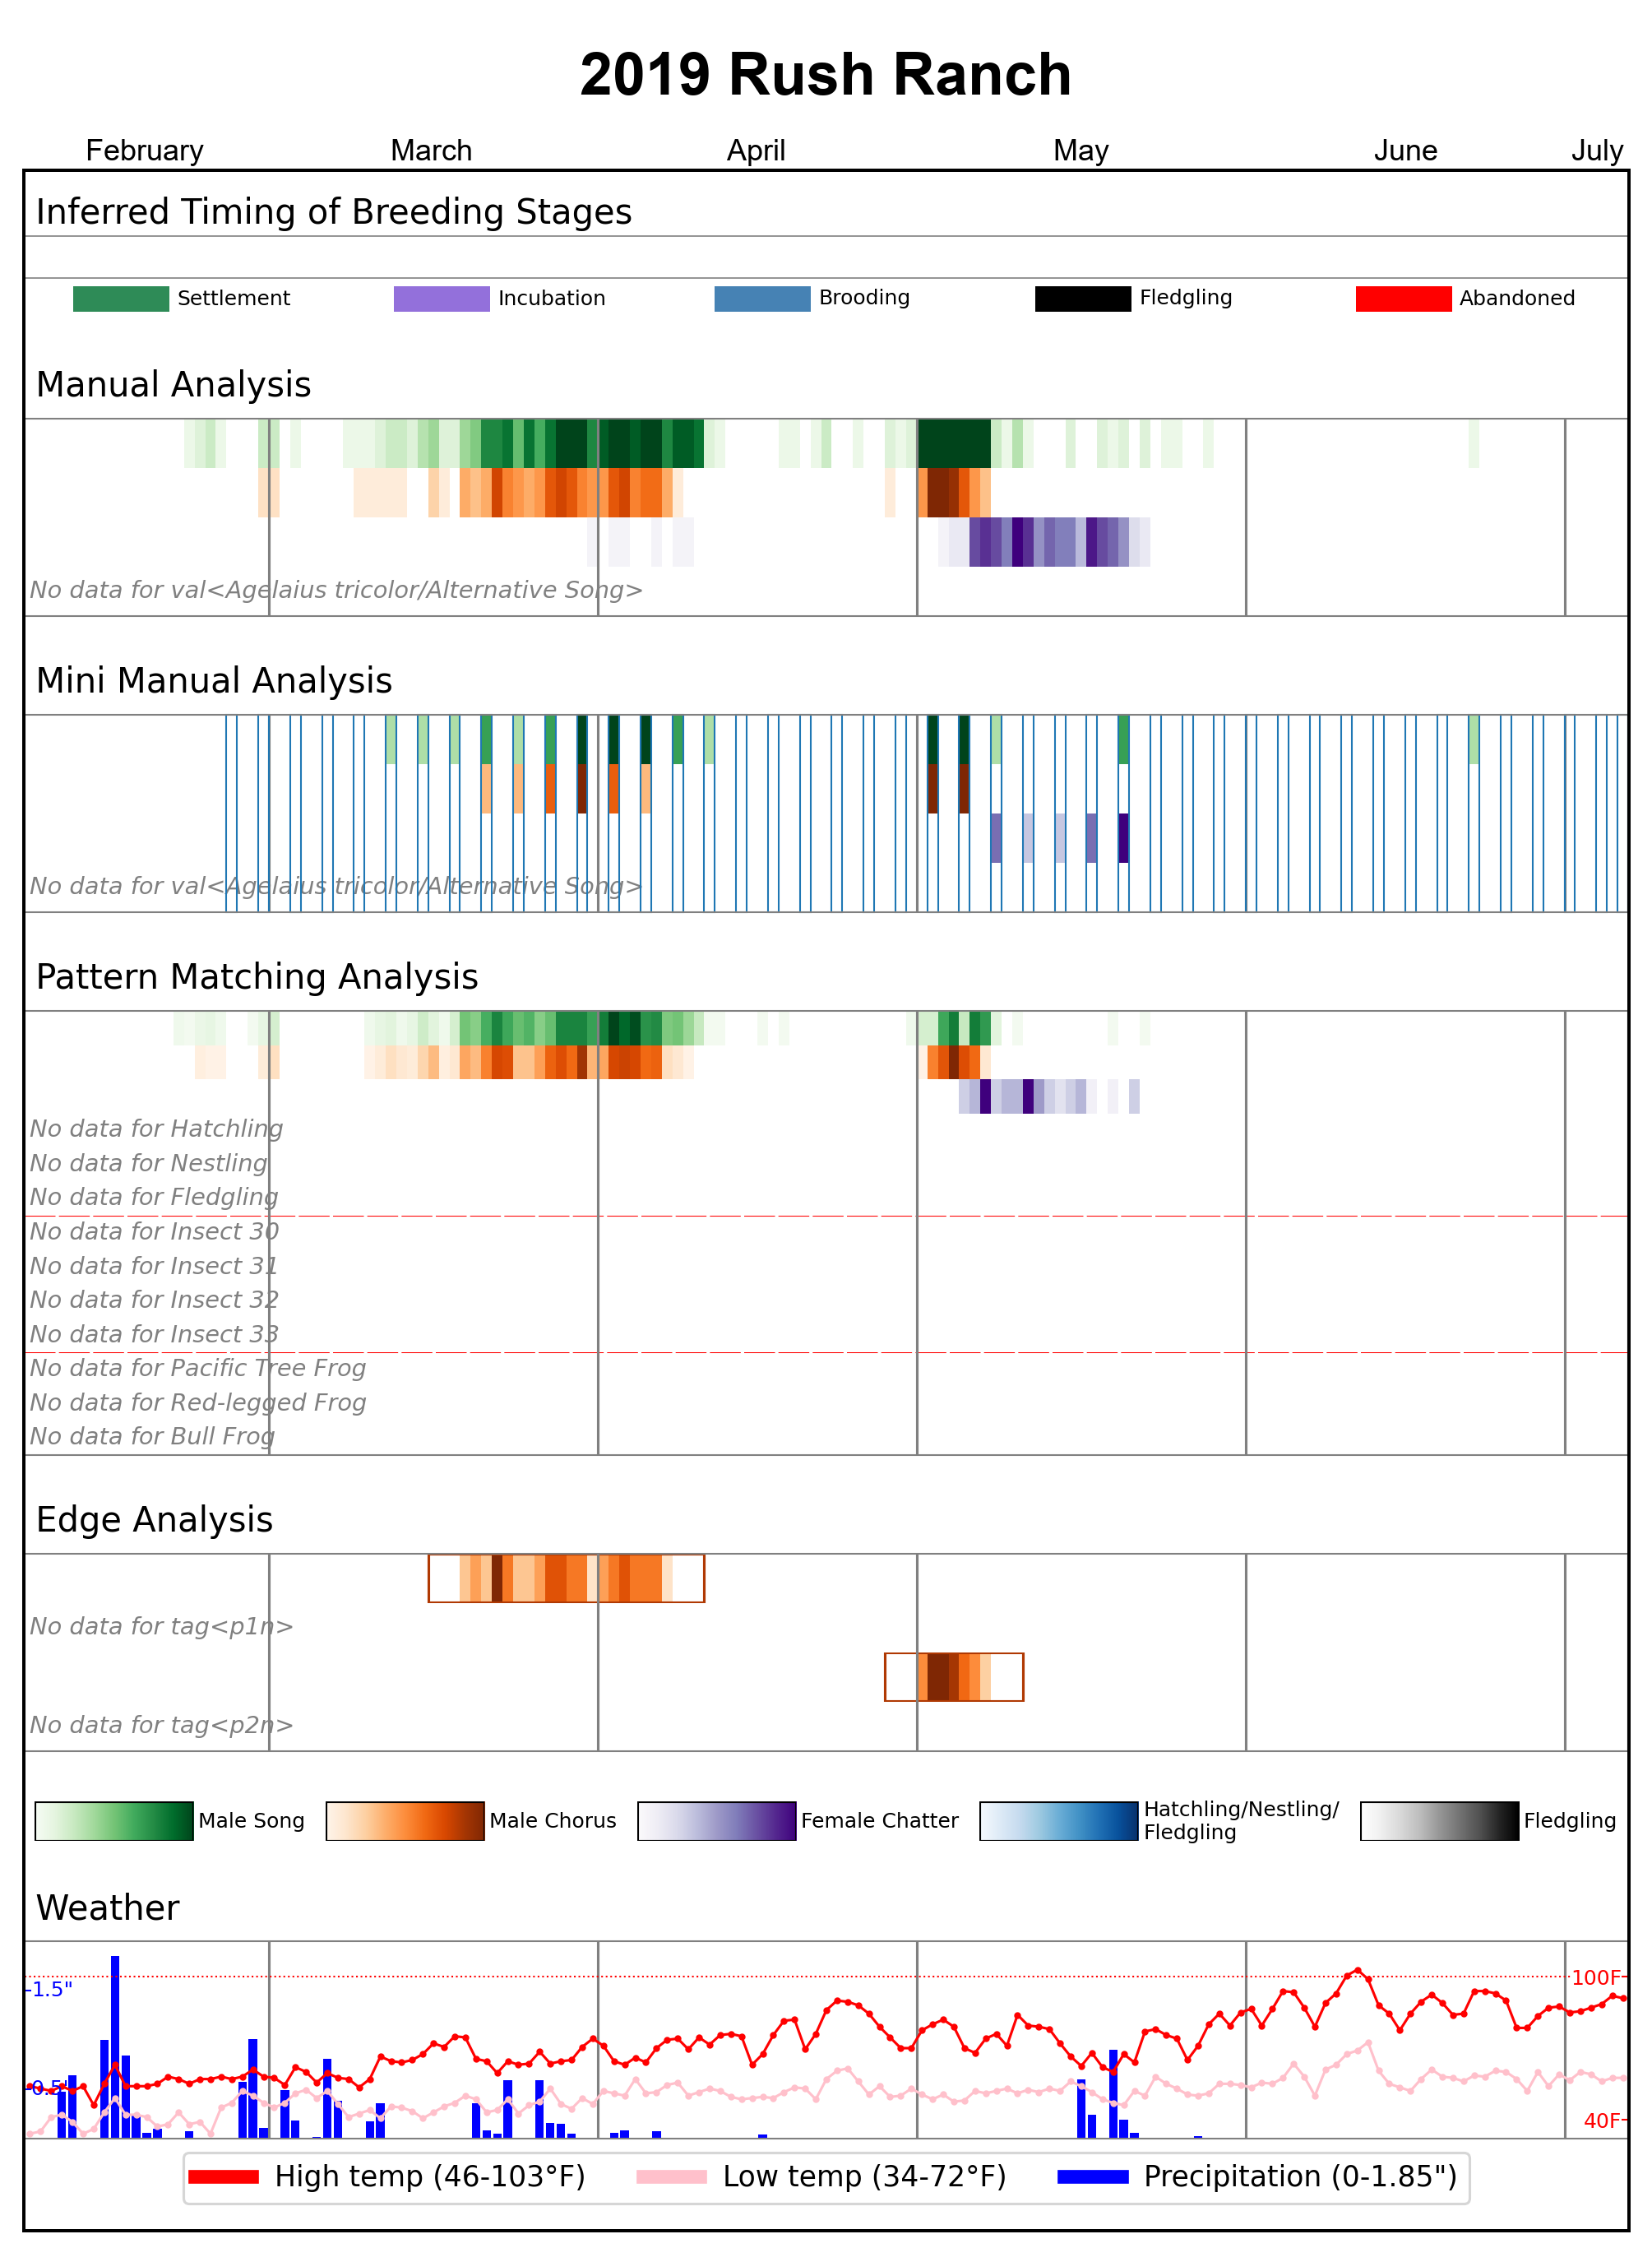 2019 Rush Ranch
February March April May June July
Inferred Timing of Breeding Stages
Settlement Incubation Brooding Fledgling Abandoned
Manual Analysis
No data for val<Agelaius tricolor/Alternative Song>
Mini Manual Analysis
No data for val<Agelaius tricolor/Alternative Song>
Pattern Matching Analysis
No data for Hatchling
No data for Nestling
No data for Fledgling
No data for Insect 30
No data for Insect 31
No data for Insect 32
No data for Insect 33
No data for Pacific Tree Frog
No data for Red-legged Frog
No data for Bull Frog
Edge Analysis
No data for tag<p1n>
No data for tag<p2n>
Male Song Male Chorus Female Chatter Hatchling/Nestling/
Fledgling Fledgling
Weather
1.5" 100F
0.5" 40F
High temp (46-103°F) Low temp (34-72°F) Precipitation (0-1.85")